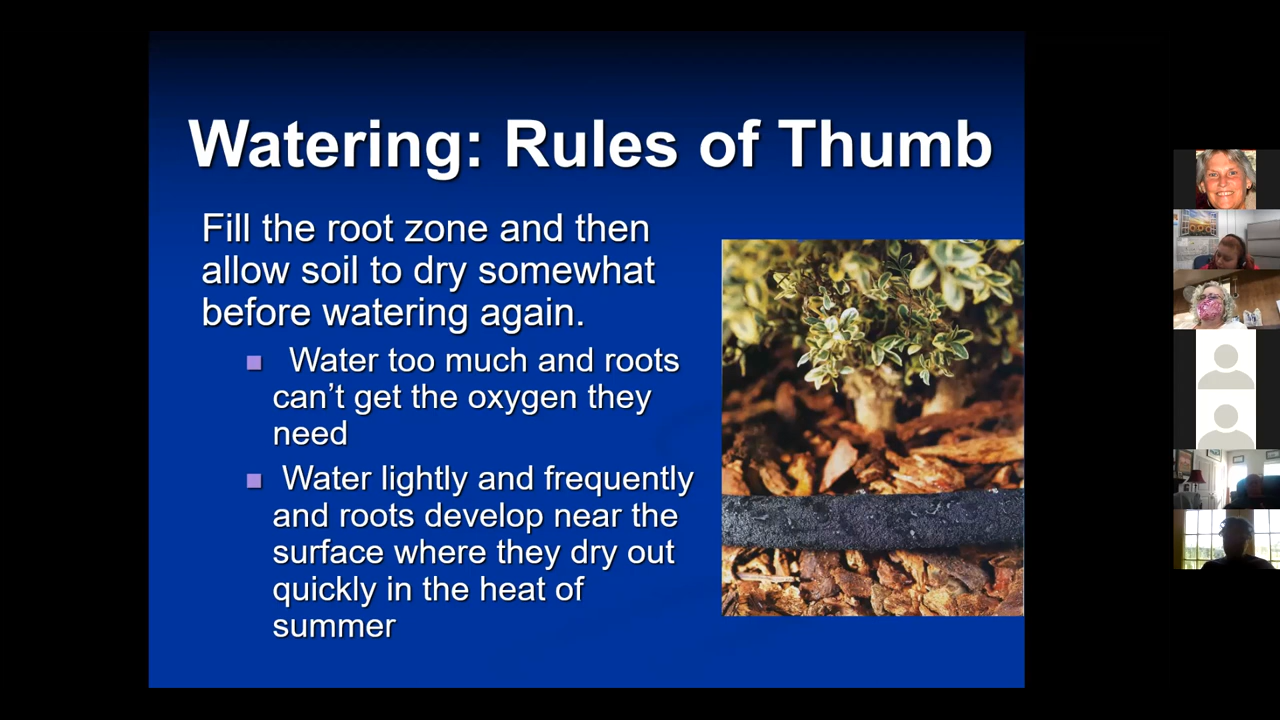 Watering: Rules of Thumb
Fill the root zone and then
allow soil to dry somewhat
before watering again.
Water too much and roots
can’t get the oxygen they
need
Water lightly and frequently
and roots develop near the
surface where they dry out
quickly in the heat of
summer